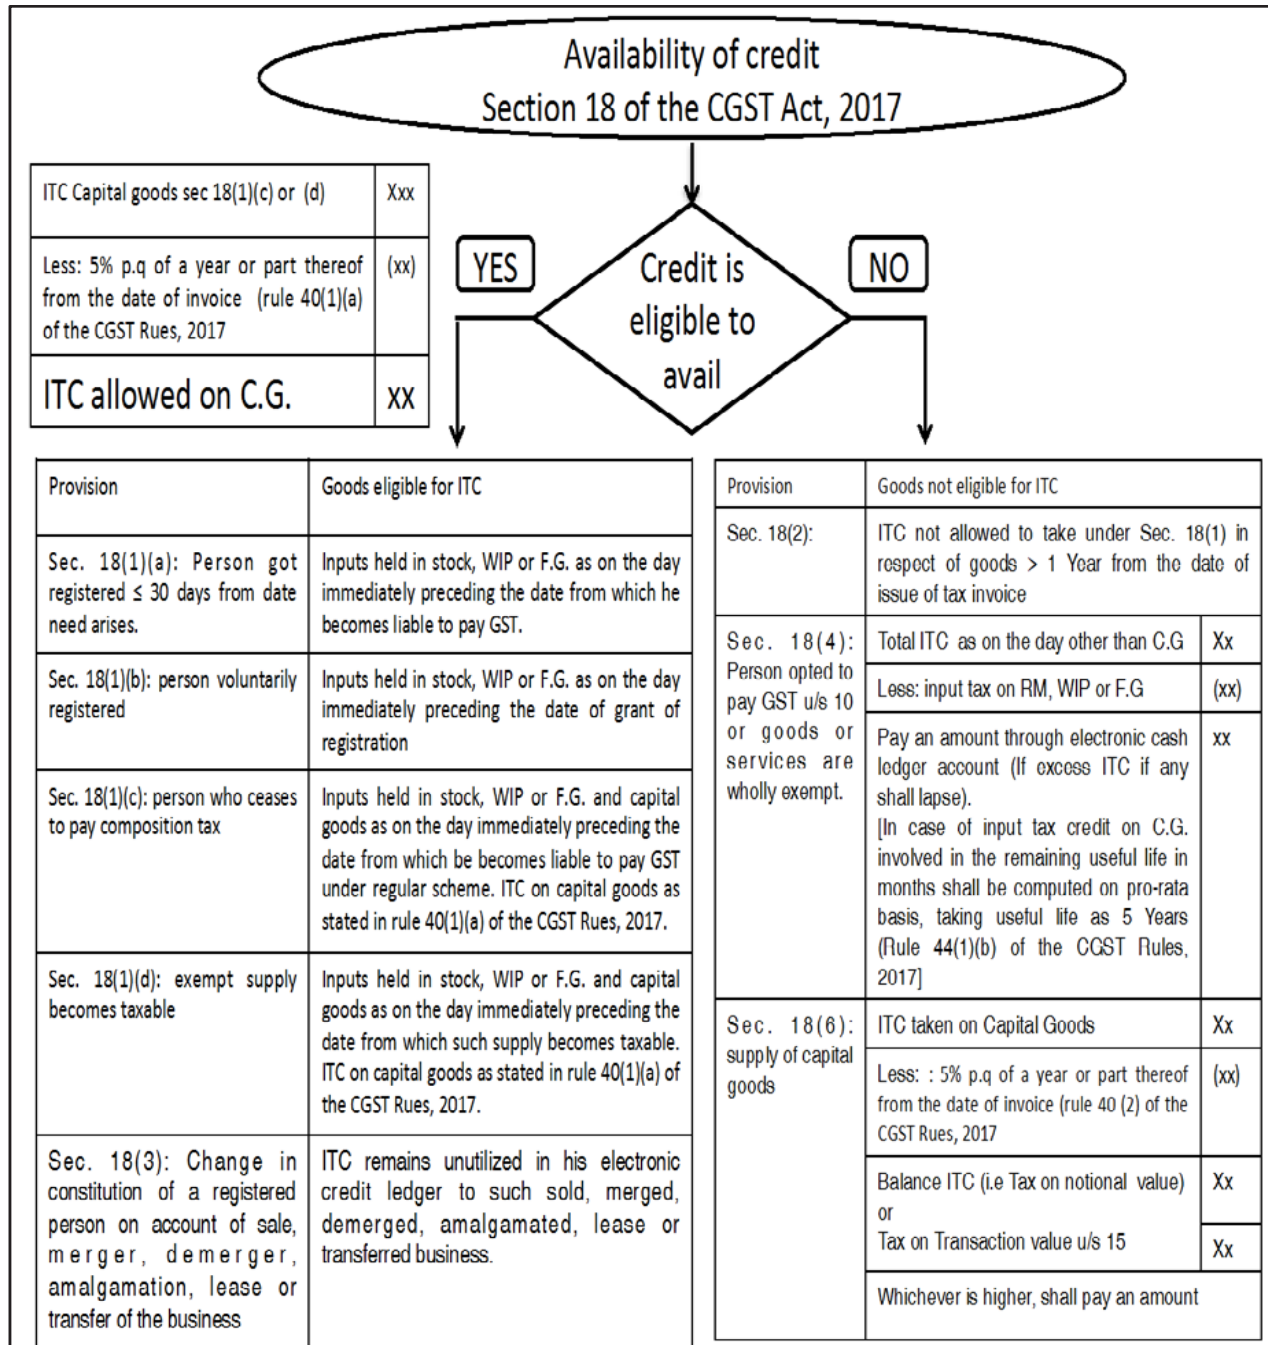 Availability of credit
Section 18 of the CGST Act, 2017
ITC Capital goods sec 18(1)(c) or (d) Xxx
Less: 5% p.q of a year or part thereof (xx)
from the date of invoice (rule 40(1)(a)
of the CGST Rues, 2017
ITC allowed on C.G. xx
YES
Credit is
eligible to
avail
NO
Provision Goods eligible for ITC
Sec. 18(1)(a): Person got
registered ≤ 30 days from date
need arises.
Inputs held in stock, WIP or F.G. as on the day
immediately preceding the date from which he
becomes liable to pay GST.
Sec. 18(1)(b): person voluntarily
registered
Inputs held in stock, WIP or F.G. as on the day
immediately preceding the date of grant of
registration
Sec. 18(1)(c): person who ceases
to pay composition tax
Inputs held in stock, WIP or F.G. and capital
goods as on the day immediately preceding the
date from which be becomes liable to pay GST
under regular scheme. ITC on capital goods as
stated in rule 40(1)(a) of the CGST Rues, 2017.
Sec. 18(1)(d): exempt supply
becomes taxable
Inputs held in stock, WIP or F.G. and capital
goods as on the day immediately preceding the
date from which such supply becomes taxable.
ITC on capital goods as stated in rule 40(1)(a) of
the CGST Rues, 2017.
Sec. 18(3): Change in
constitution of a registered
person on account of sale,
merger, demerger,
amalgamation, lease or
transfer of the business
ITC remains unutilized in his electronic
credit ledger to such sold, merged,
demerged, amalgamated, lease or
transferred business.
Provision Goods not eligible for ITC
Sec. 18(2):
ITC not allowed to take under Sec. 18(1) in
respect of goods > 1 Year from the date of
issue of tax invoice
Sec. 18(4):
Person opted to
pay GST u/s 10
or goods or
services are
wholly exempt.
Total ITC as on the day other than C.G Xx
Less: input tax on RM, WIP or F.G (xx)
Pay an amount through electronic cash xx
ledger account (If excess ITC if any
shall lapse).
[In case of input tax credit on C.G.
involved in the remaining useful life in
months shall be computed on pro-rata
basis, taking useful life as 5 Years
(Rule 44(1)(b) of the CGST Rules,
2017]
Sec. 18(6):
supply of capital
goods
ITC taken on Capital Goods Xx
Less: : 5% p.q of a year or part thereof (xx)
from the date of invoice (rule 40 (2) of the
CGST Rues, 2017
Balance ITC (i.e Tax on notional value) Xx
or
Tax on Transaction value u/s 15 Xx
Whichever is higher, shall pay an amount